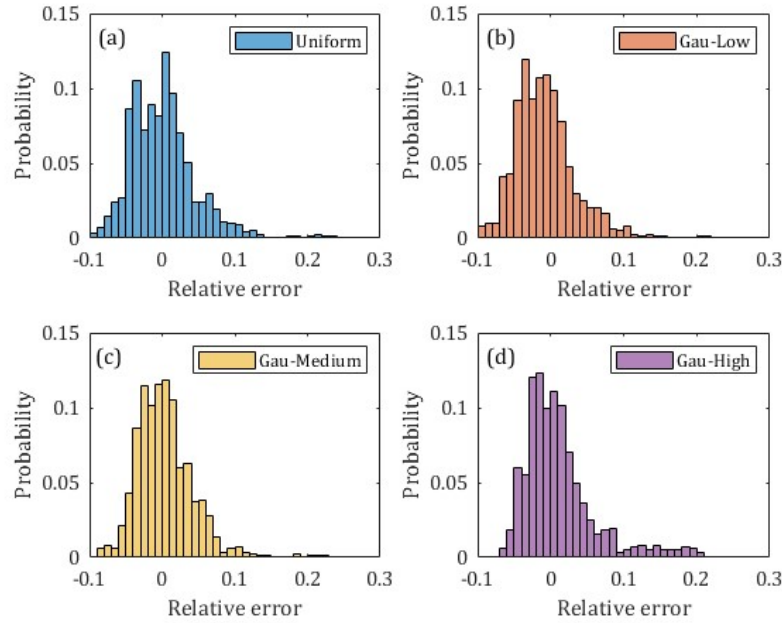 (a)
Uniform
0.15
0.1
0.05
0
Probability
-0.1 0 0.1 0.2 0.3
Relative error
(b)
Gau-Low
0.15
0.1
0.05
0
Probability
-0.1 0 0.1 0.2 0.3
Relative error
(c)
Gau-Medium
0.15
0.1
0.05
0
Probability
-0.1 0 0.1 0.2 0.3
Relative error
(d)
Gau-High
0.15
0.1
0.05
0
Probability
-0.1 0 0.1 0.2 0.3
Relative error